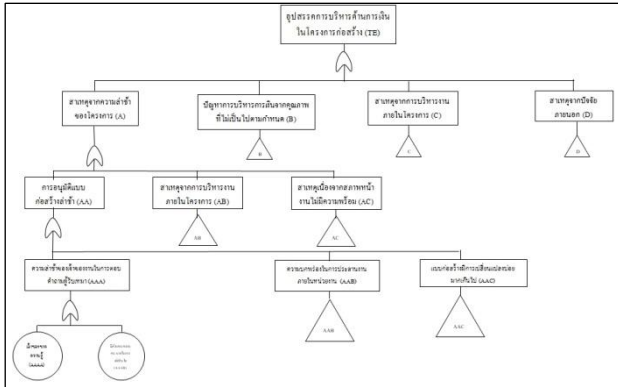 อุปสรรคการบริหารด้านการเงิน
ในโครงการก่อสร้าง (TE)
สาเหตุจากความล่าช้า
ของโครงการ (A)
ปัญหาการบริหารการเงินจากคุณภาพ
ที่ไม่เป็นไปตามกำหนด (B)
สาเหตุจากการบริหารงาน
ภายในโครงการ (C)
สาเหตุจากปัจจัย
ภายนอก (D)
B
C
D
การอนุมัติแบบ
ก่อสร้างล่าช้า (AA)
สาเหตุจากการบริหารงาน
ภายในโครงการ (AB)
สาเหตุเนื่องจากสภาพหน้า
งานไม่มีความพร้อม (AC)
AB
AC
ความล่าช้าของเจ้าของงานในการตอบ
คำถามผู้รับเหมา (AAA)
ความบกพร่องในการประสานงาน
ภายในหน่วยงาน (AAB)
แบบก่อสร้างมีการเปลี่ยนแปลงบ่อย
มากเกินไป (AAC)
AAB
AAC
ความรู้
(AAAA)